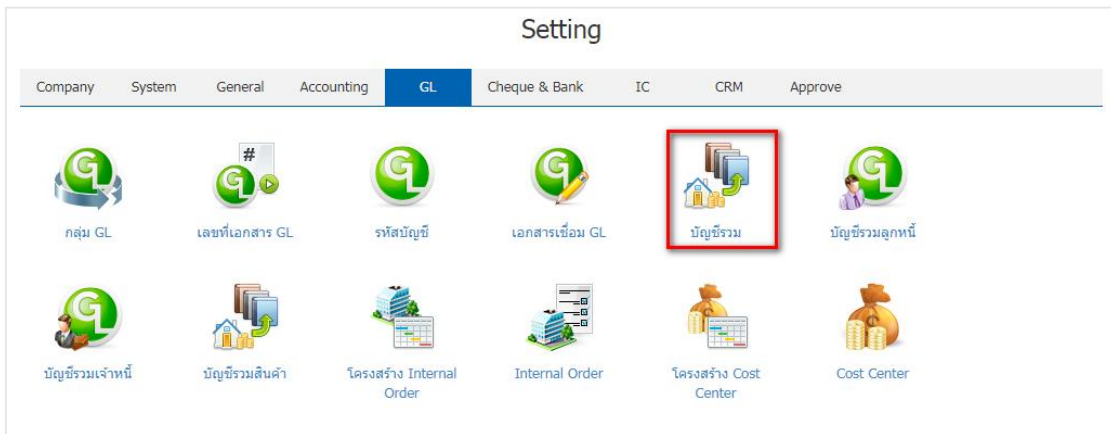 Setting
Company System General Accounting GL Cheque & Bank IC CRM Approve
#
กลุ่ม GL เลขที่เอกสาร GL รหัสบัญชี เอกสารเชื่อม GL บัญชีรวม บัญชีรวมลูกหนี้
บัญชีรวมเจ้าหนี้ บัญชีรวมสินค้า โครงสร้าง Internal Internal Order โครงสร้าง Cost Cost Center
Order Center